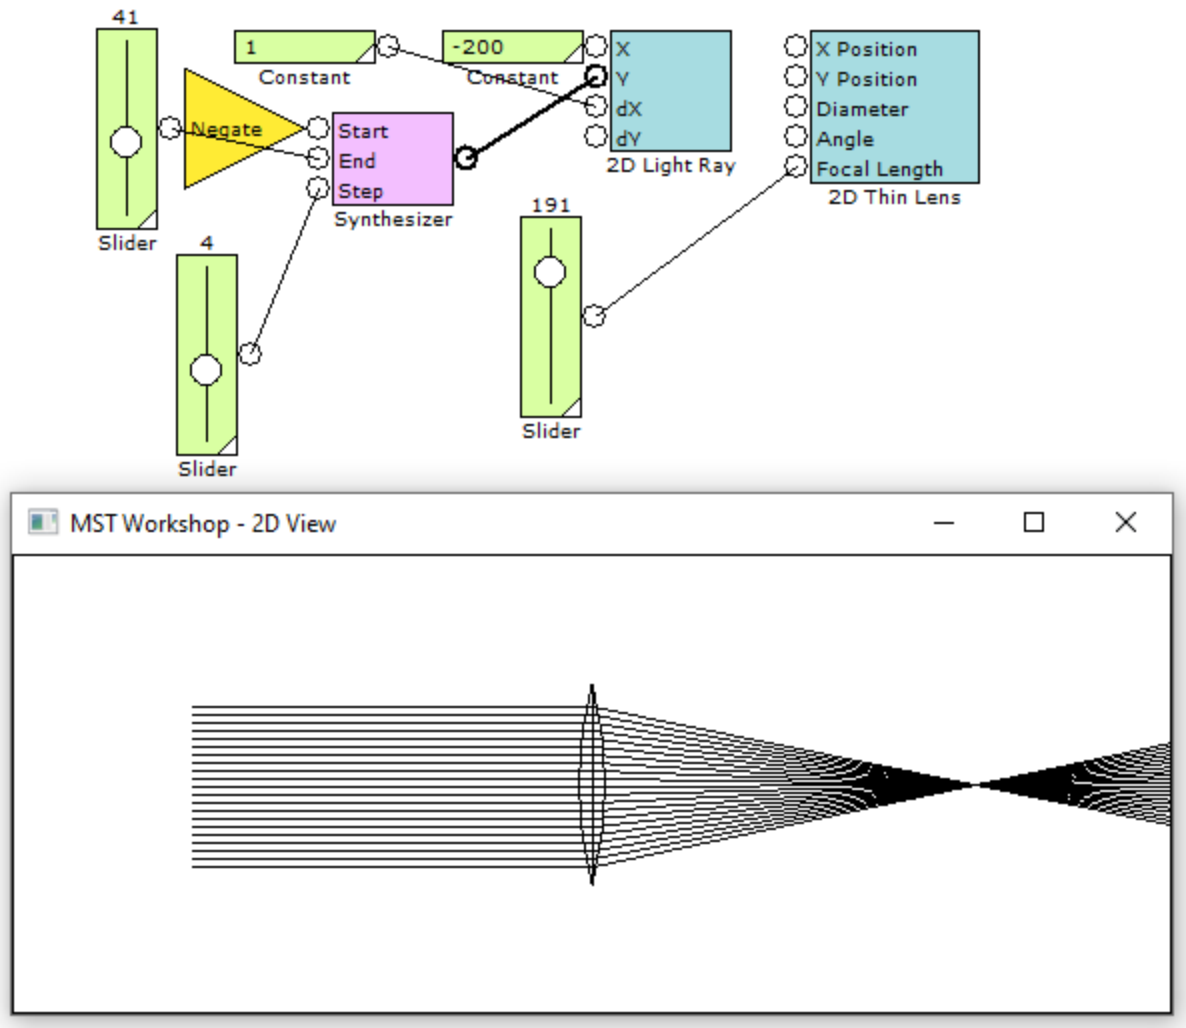 41
1
Constant
-200
Constant
X
Y
dX
dY
2D Light Ray
X Position
Y Position
Diameter
Angle
Focal Length
2D Thin Lens
Negate
Start
End
Step
Synthesizer
Slider
4
Slider
191
Slider
MST Workshop - 2D View